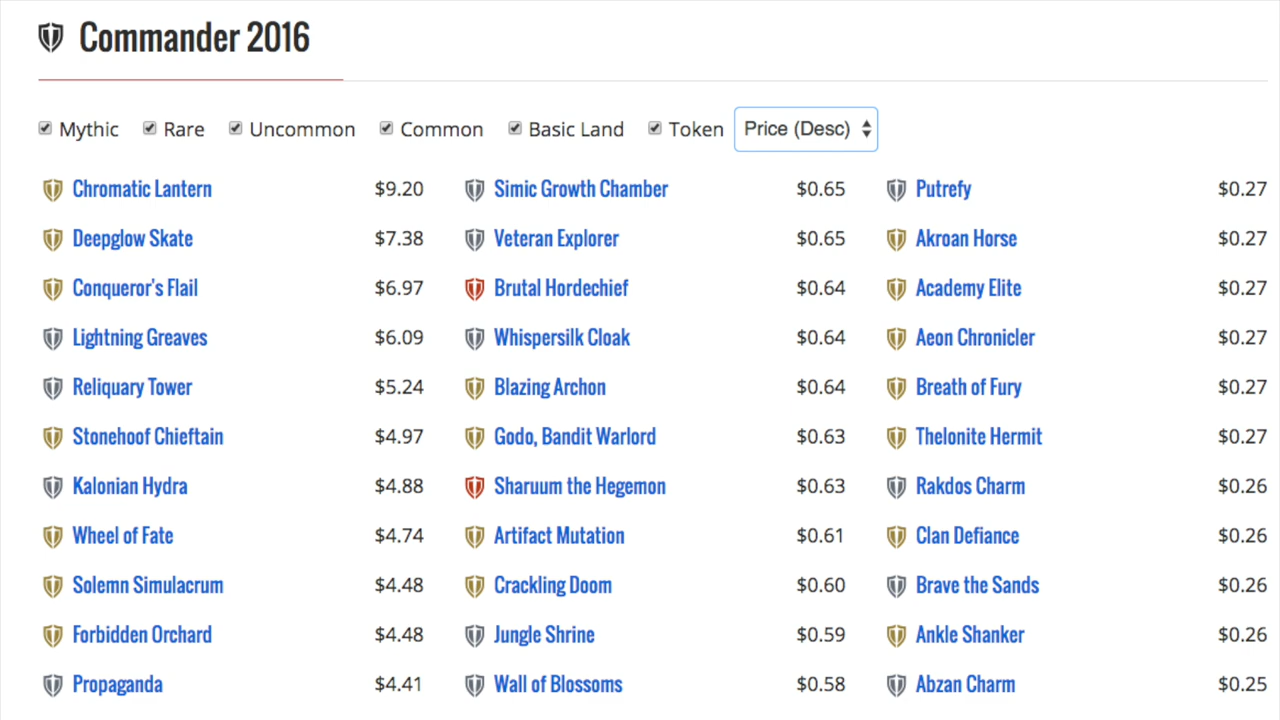 Commander 2016
Mythic Rare Uncommon Common Basic Land Token Price (Desc)
Chromatic Lantern $9.20 Simic Growth Chamber $0.65 Putrefy $0.27
Deepglow Skate $7.38 Veteran Explorer $0.65 Akroan Horse $0.27
Conqueror's Flail $6.97 Brutal Hordechief $0.64 Academy Elite $0.27
Lightning Greaves $6.09 Whispersilk Cloak $0.64 Aeon Chronicler $0.27
Reliquary Tower $5.24 Blazing Archon $0.64 Breath of Fury $0.27
Stonehoof Chieftain $4.97 Godo, Bandit Warlord $0.63 Thelonite Hermit $0.27
Kalonian Hydra $4.88 Sharuum the Hegemon $0.63 Rakdos Charm $0.26
Wheel of Fate $4.74 Artifact Mutation $0.61 Clan Defiance $0.26
Solemn Simulacrum $4.48 Crackling Doom $0.60 Brave the Sands $0.26
Forbidden Orchard $4.48 Jungle Shrine $0.59 Ankle Shanker $0.26
Propaganda $4.41 Wall of Blossoms $0.58 Abzan Charm $0.25